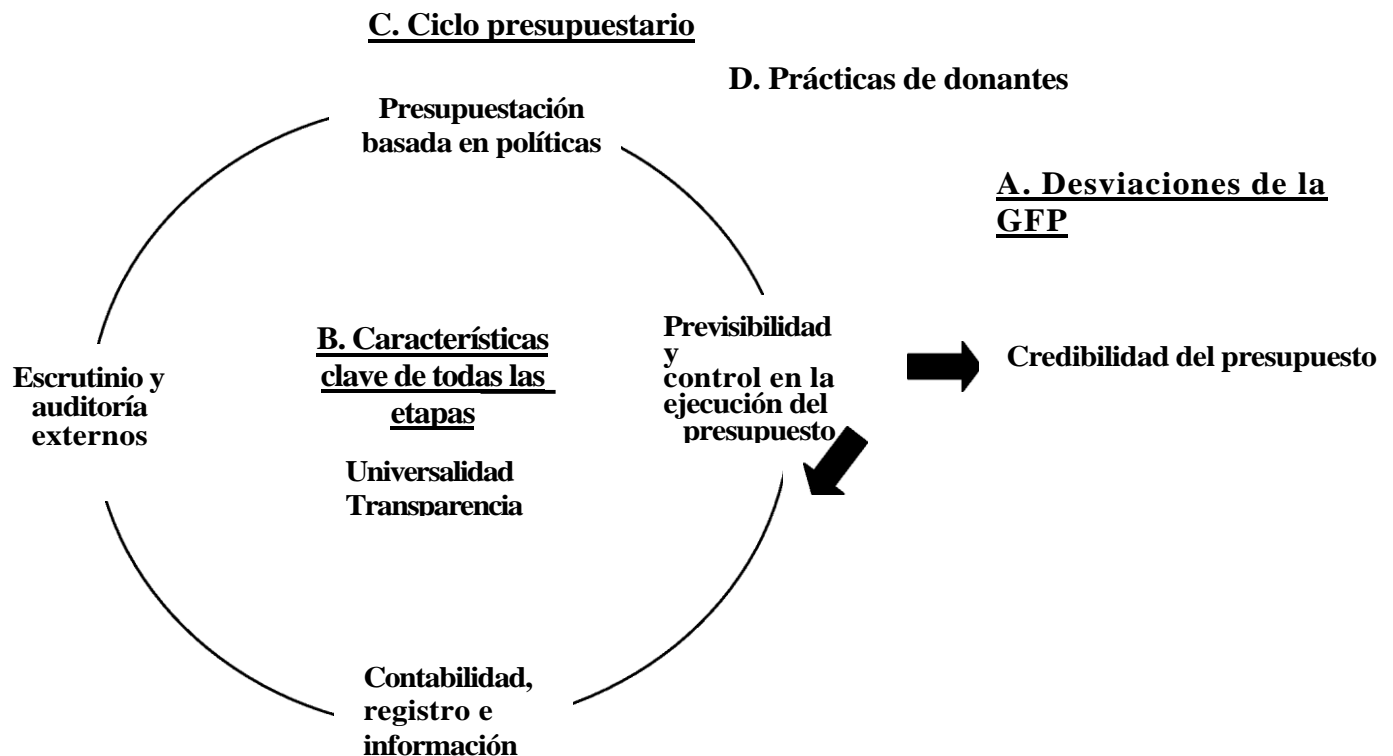 C. Ciclo presupuestario
D. Prácticas de donantes
Presupuestación
basada en políticas
A. Desviaciones de la
GFP
B. Características
clave de todas las
etapas
Universalidad
Transparencia
Previsibilidad
y
control en la
ejecución del
presupuesto
Credibilidad del presupuesto
Escrutinio y
auditoría
externos
Contabilidad,
registro e
información